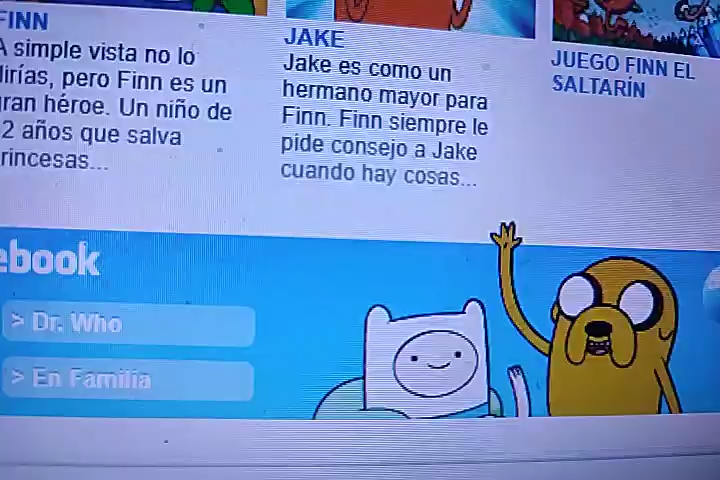 FINN
A simple vista no lo
dirías, pero Finn es un
gran héroe. Un niño de
2 años que salva
rincesas...
JAKE
Jake es como un
hermano mayor para
Finn. Finn siempre le
pide consejo a Jake
cuando hay cosas...
JUEGO FINN EL
SALTARÍN
ebook
> Dr. Who
> En Familia